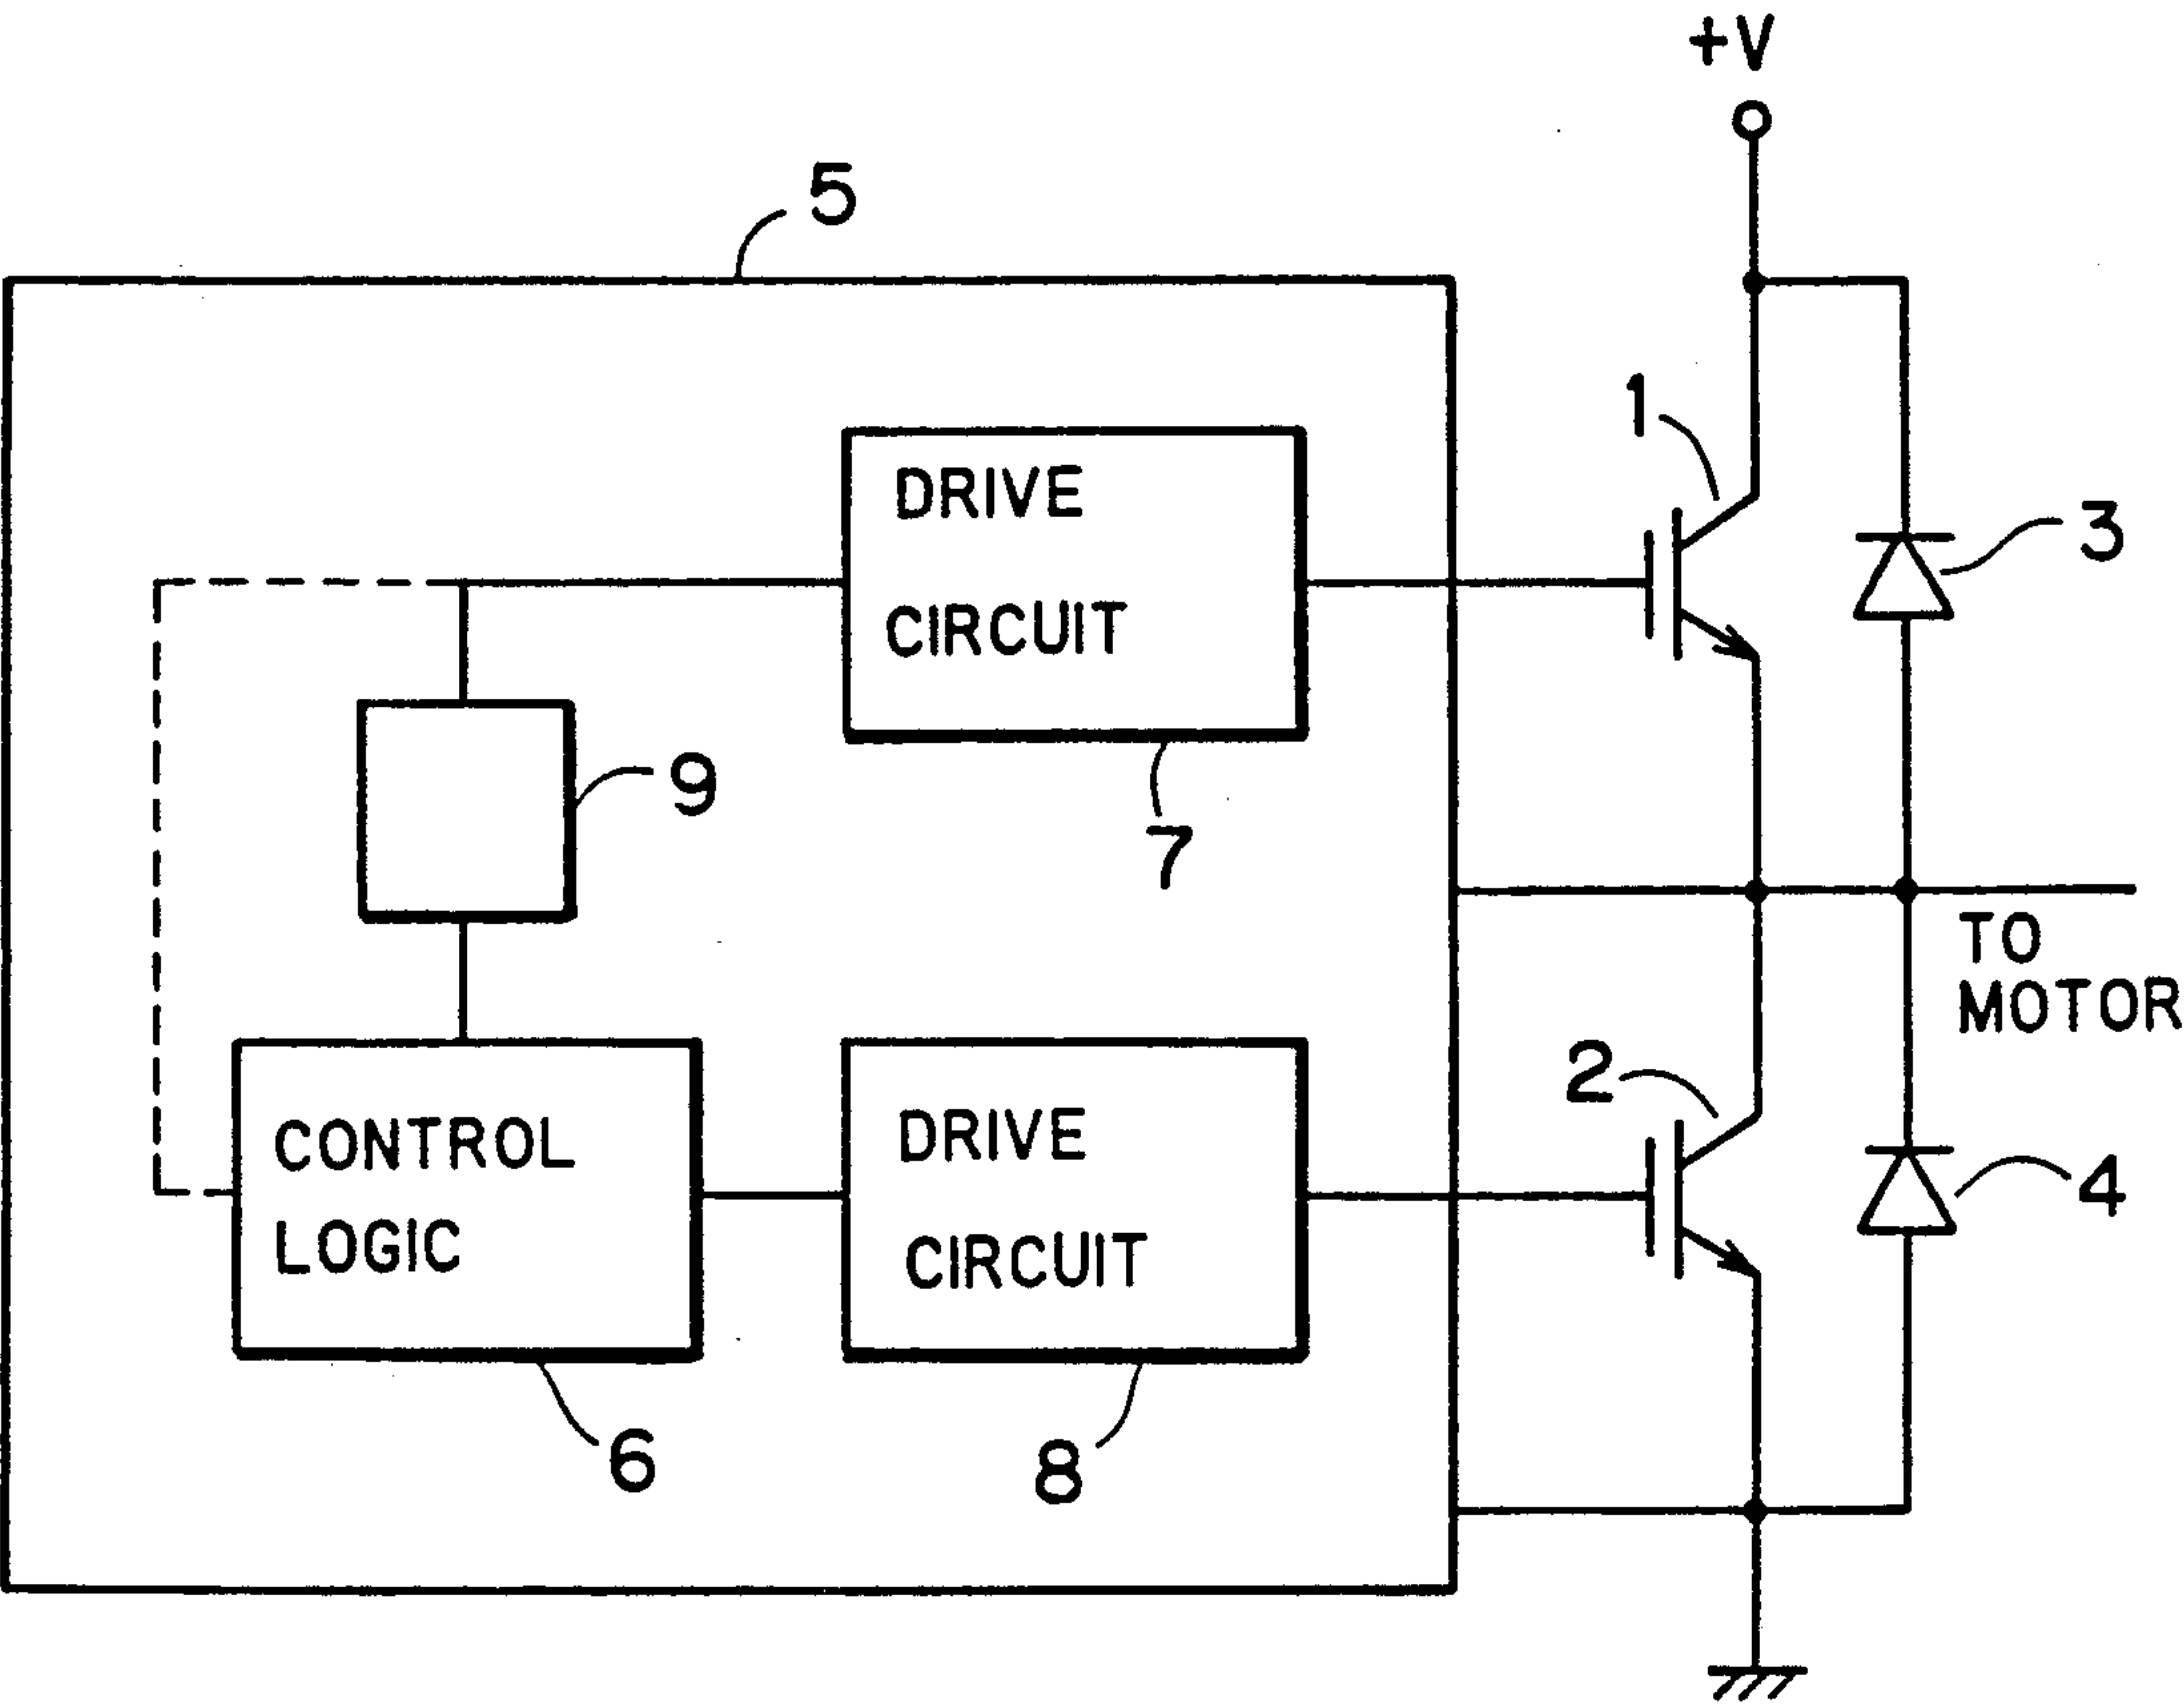 +V
5
1
DRIVE
CIRCUIT
3
9
7
TO
MOTOR
2
CONTROL
LOGIC
DRIVE
CIRCUIT
4
6
8